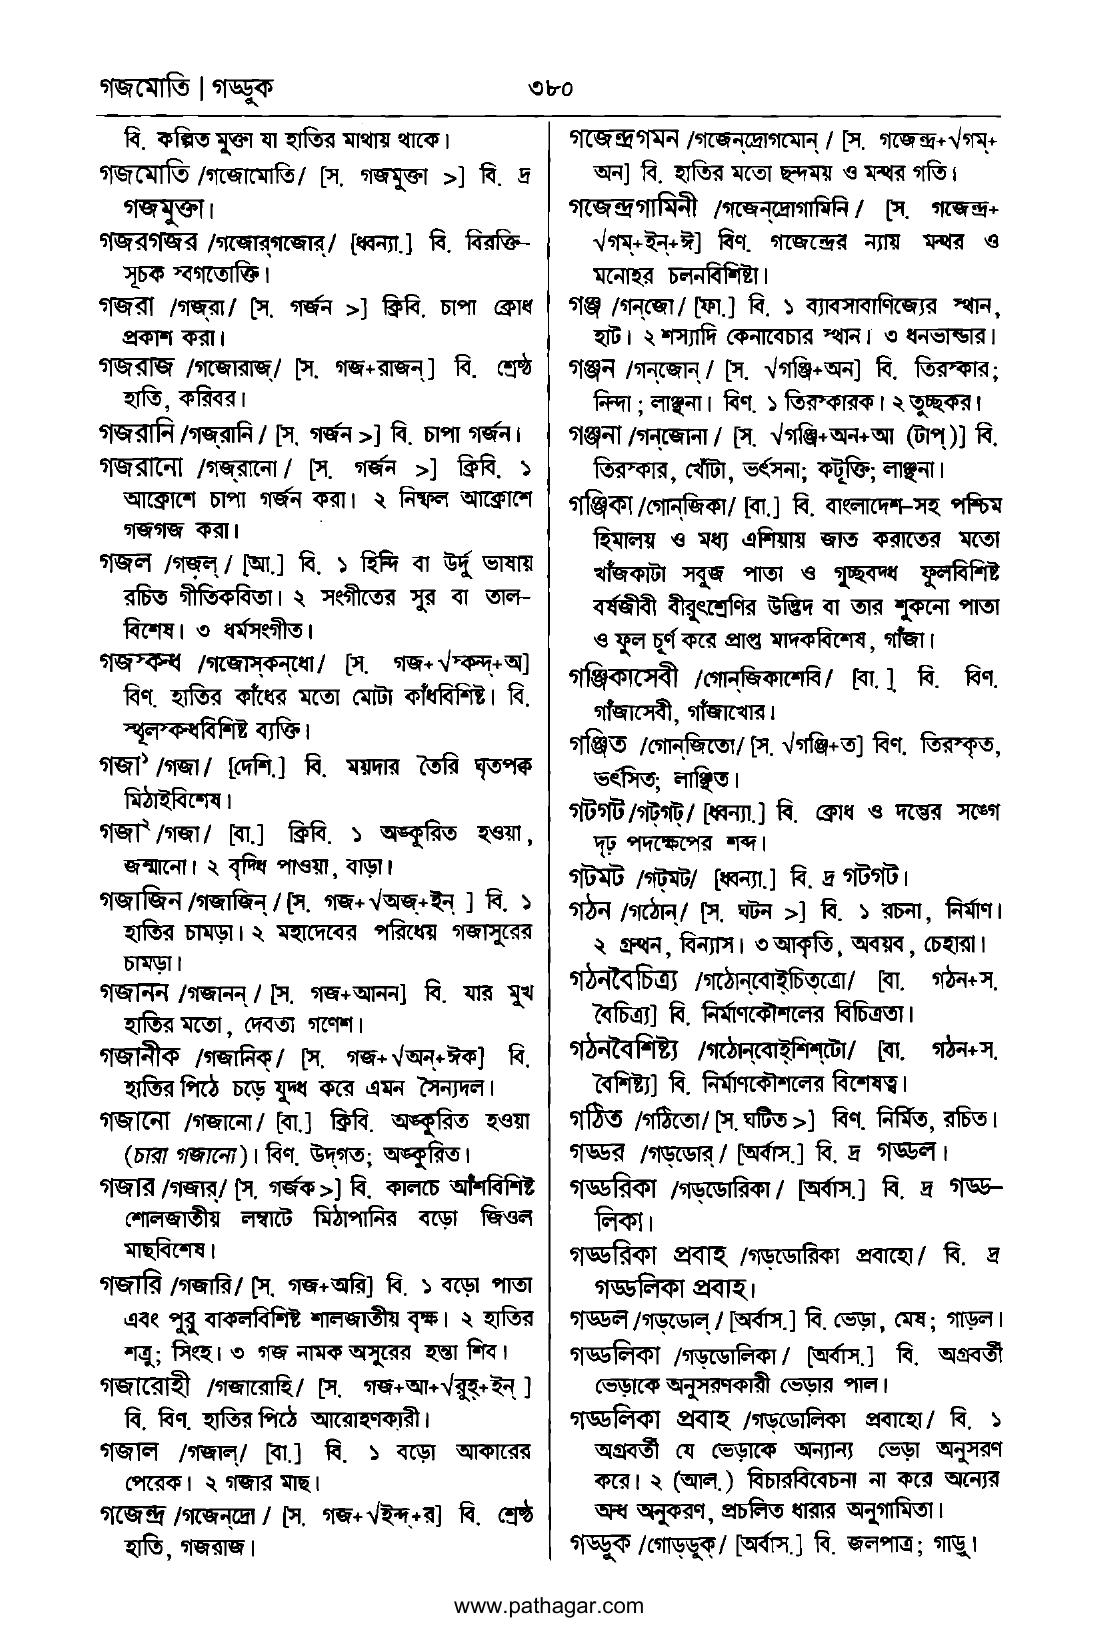 গজমোতি | গড্ডুক
৩৮০
বি. কল্পিত মুক্তা যা হাতির মাথায় থাকে।
গজমোতি /গজোমোতি/ [স. গজমুক্তা >] বি. দ্র
গজমুক্তা।
গজরগজর /গজোর্‌গজোর্‌/ [ধ্বন্যা.] বি. বিরক্তি-
সূচক স্বগতোক্তি।
গজরা /গজ্‌রা/ [স. গর্জন >] ক্রিবি. চাপা ক্রোধ
প্রকাশ করা।
গজরাজ /গজোরাজ্‌/ [স. গজ+রাজন্‌] বি. শ্রেষ্ঠ
হাতি, করিবর।
গজরানি /গজ্‌রানি/ [স. গর্জন >] বি. চাপা গর্জন।
গজরানো /গজ্‌রানো/ [স. গর্জন >] ক্রিবি. ১
আক্রোশে চাপা গর্জন করা। ২ নিষ্ফল আক্রোশে
গজগজ করা।
গজল /গজ়ল্‌/ [আ.] বি. ১ হিন্দি বা উর্দু ভাষায়
রচিত গীতিকবিতা। ২ সংগীতের সুর বা তাল-
বিশেষ। ৩ ধর্মসংগীত।
গজস্কন্ধ /গজোস্‌কন্‌ধো/ [স. গজ+√স্কন্দ্‌+অ]
বিণ. হাতির কাঁধের মতো মোটা কাঁধবিশিষ্ট। বি.
স্থূলস্কন্ধবিশিষ্ট ব্যক্তি।
গজা১ /গজা/ [দেশি.] বি. ময়দার তৈরি ঘৃতপক্ব
মিঠাইবিশেষ।
গজা২ /গজা/ [বা.] ক্রিবি. ১ অঙ্কুরিত হওয়া,
জন্মানো। ২ বৃদ্ধি পাওয়া, বাড়া।
গজাজিন /গজাজিন্‌/ [স. গজ+√অজ্‌+ইন্‌ ] বি. ১
হাতির চামড়া। ২ মহাদেবের পরিধেয় গজাসুরের
চামড়া।
গজানন /গজানন্‌/ [স. গজ+আনন] বি. যার মুখ
হাতির মতো, দেবতা গণেশ।
গজানীক /গজানিক্‌/ [স. গজ+√অন্‌+ঈক] বি.
হাতির পিঠে চড়ে যুদ্ধ করে এমন সৈন্যদল।
গজানো /গজানো/ [বা.] ক্রিবি. অঙ্কুরিত হওয়া
(চারা গজানো)। বিণ. উদ্‌গত; অঙ্কুরিত।
গজার /গজার্‌/ [স. গর্জক >] বি. কালচে আঁশবিশিষ্ট
শোলজাতীয় লম্বাটে মিঠাপানির বড়ো জিওল
মাছবিশেষ।
গজারি /গজারি/ [স. গজ+অরি] বি. ১ বড়ো পাতা
এবং পুরু বাকলবিশিষ্ট শালজাতীয় বৃক্ষ। ২ হাতির
শত্রু; সিংহ। ৩ গজ নামক অসুরের হন্তা শিব।
গজারোহী /গজারোহি/ [স. গজ+আ+√রুহ্‌+ইন্‌ ]
বি. বিণ. হাতির পিঠে আরোহণকারী।
গজাল /গজাল্‌/ [বা.] বি. ১ বড়ো আকারের
পেরেক। ২ গজার মাছ।
গজেন্দ্র /গজেন্‌দ্রো/ [স. গজ+√ইন্দ্‌+র] বি. শ্রেষ্ঠ
হাতি, গজরাজ।
গজেন্দ্রগমন /গজেন্‌দ্রোগমোন্‌/ [স. গজেন্দ্র+√গম্‌+
অন] বি. হাতির মতো ছন্দময় ও মন্থর গতি।
গজেন্দ্রগামিনী /গজেন্‌দ্রোগামিনি/ [স. গজেন্দ্র+
√গম্‌+ইন্‌+ঈ] বিণ. গজেন্দ্রের ন্যায় মন্থর ও
মনোহর চলনবিশিষ্টা।
গঞ্জ /গন্‌জো/ [ফা.] বি. ১ ব্যাবসাবাণিজ্যের স্থান,
হাট। ২ শস্যাদি কেনাবেচার স্থান। ৩ ধনভান্ডার।
গঞ্জন /গন্‌জোন্‌/ [স. √গঞ্জি+অন] বি. তিরস্কার;
নিন্দা ; লাঞ্ছনা। বিণ. ১ তিরস্কারক। ২ তুচ্ছকর।
গঞ্জনা /গন্‌জোনা/ [স. √গঞ্জি+অন+আ (টাপ্‌)] বি.
তিরস্কার, খোঁটা, ভর্ৎসনা; কটূক্তি; লাঞ্ছনা।
গঞ্জিকা /গোন্‌জিকা/ [বা.] বি. বাংলাদেশ-সহ পশ্চিম
হিমালয় ও মধ্য এশিয়ায় জাত করাতের মতো
খাঁজকাটা সবুজ পাতা ও গুচ্ছবদ্ধ ফুলবিশিষ্ট
বর্ষজীবী বীরুৎশ্রেণির উদ্ভিদ বা তার শুকনো পাতা
ও ফুল চূর্ণ করে প্রাপ্ত মাদকবিশেষ, গাঁজা।
গঞ্জিকাসেবী /গোন্‌জিকাশেবি/ [বা.] বি. বিণ.
গাঁজাসেবী, গাঁজাখোর।
গঞ্জিত /গোন্‌জিতো/ [স. √গঞ্জি+ত] বিণ. তিরস্কৃত,
ভর্ৎসিত; লাঞ্ছিত।
গটগট /গট্‌গট্‌/ [ধ্বন্যা.] বি. ক্রোধ ও দম্ভের সঙ্গে
দৃঢ় পদক্ষেপের শব্দ।
গটমট /গট্‌মট/ [ধ্বন্যা.] বি. দ্র গটগট।
গঠন /গঠোন্‌/ [স. ঘটন >] বি. ১ রচনা, নির্মাণ।
২ গ্রন্থন, বিন্যাস। ৩ আকৃতি, অবয়ব, চেহারা।
গঠনবৈচিত্র্য /গঠোন্‌বোইচিত্‌ত্রো/ [বা. গঠন+স.
বৈচিত্র্য] বি. নির্মাণকৌশলের বিচিত্রতা।
গঠনবৈশিষ্ট্য /গঠোন্‌বোইশিশ্‌টো/ [বা. গঠন+স.
বৈশিষ্ট্য] বি. নির্মাণকৌশলের বিশেষত্ব।
গঠিত /গঠিতো/ [স. ঘটিত >] বিণ. নির্মিত, রচিত।
গড্ডর /গড্‌ডোর্‌/ [অর্বাস.] বি. দ্র গড্ডল।
গড্ডরিকা /গড্‌ডোরিকা/ [অর্বাস.] বি. দ্র গড্ড-
লিকা।
গড্ডরিকা প্রবাহ /গড্‌ডোরিকা প্রবাহো/ বি. দ্র
গড্ডলিকা প্রবাহ।
গড্ডল /গড্‌ডোল্‌/ [অর্বাস.] বি. ভেড়া, মেষ; গাড়ল।
গড্ডলিকা /গড্‌ডোলিকা/ [অর্বাস.] বি. অগ্রবর্তী
ভেড়াকে অনুসরণকারী ভেড়ার পাল।
গড্ডলিকা প্রবাহ /গড্‌ডোলিকা প্রবাহো/ বি. ১
অগ্রবর্তী যে ভেড়াকে অন্যান্য ভেড়া অনুসরণ
করে। ২ (আল.) বিচারবিবেচনা না করে অন্যের
অন্ধ অনুকরণ, প্রচলিত ধারার অনুগামিতা।
গড্ডুক /গোড্‌ডুক্‌/ [অর্বাস.] বি. জলপাত্র; গাড়ু।
www.pathagar.com